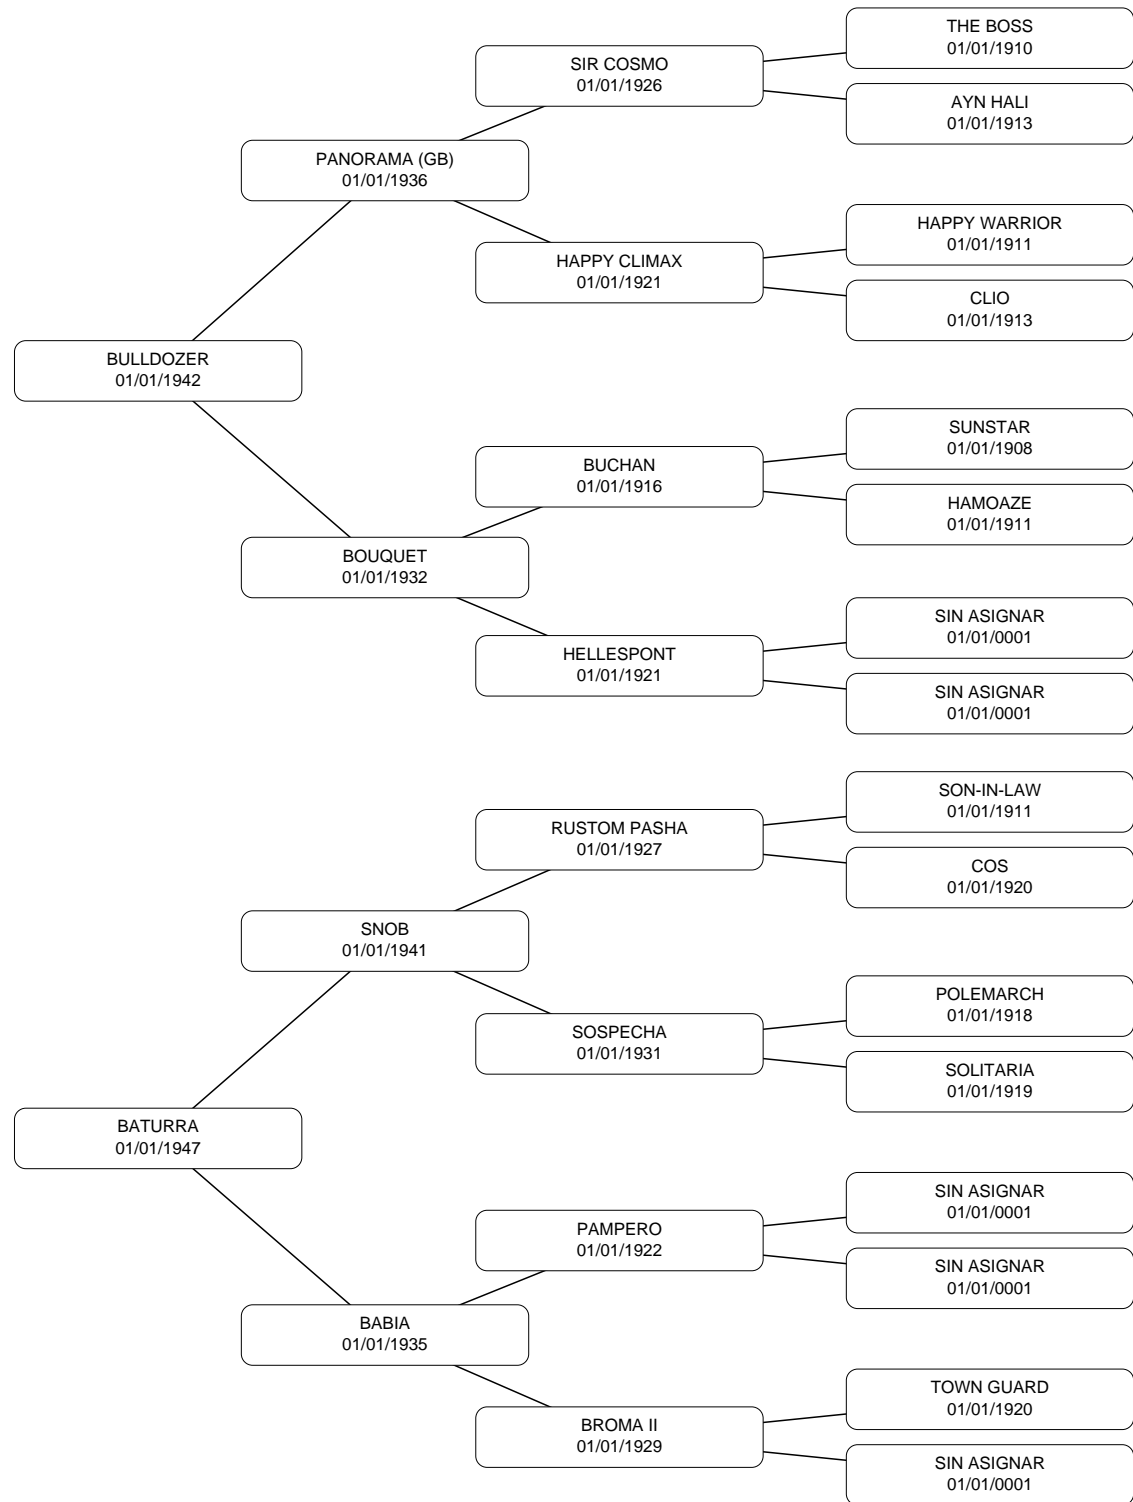 THE BOSS
01/01/1910
SIR COSMO
01/01/1926
AYN HALI
01/01/1913
PANORAMA (GB)
01/01/1936
HAPPY WARRIOR
01/01/1911
HAPPY CLIMAX
01/01/1921
CLIO
01/01/1913
BULLDOZER
01/01/1942
SUNSTAR
01/01/1908
BUCHAN
01/01/1916
HAMOAZE
01/01/1911
BOUQUET
01/01/1932
SIN ASIGNAR
01/01/0001
HELLESPONT
01/01/1921
SIN ASIGNAR
01/01/0001
SON-IN-LAW
01/01/1911
RUSTOM PASHA
01/01/1927
COS
01/01/1920
SNOB
01/01/1941
POLEMARCH
01/01/1918
SOSPECHA
01/01/1931
SOLITARIA
01/01/1919
BATURRA
01/01/1947
SIN ASIGNAR
01/01/0001
PAMPERO
01/01/1922
SIN ASIGNAR
01/01/0001
BABIA
01/01/1935
TOWN GUARD
01/01/1920
BROMA II
01/01/1929
SIN ASIGNAR
01/01/0001